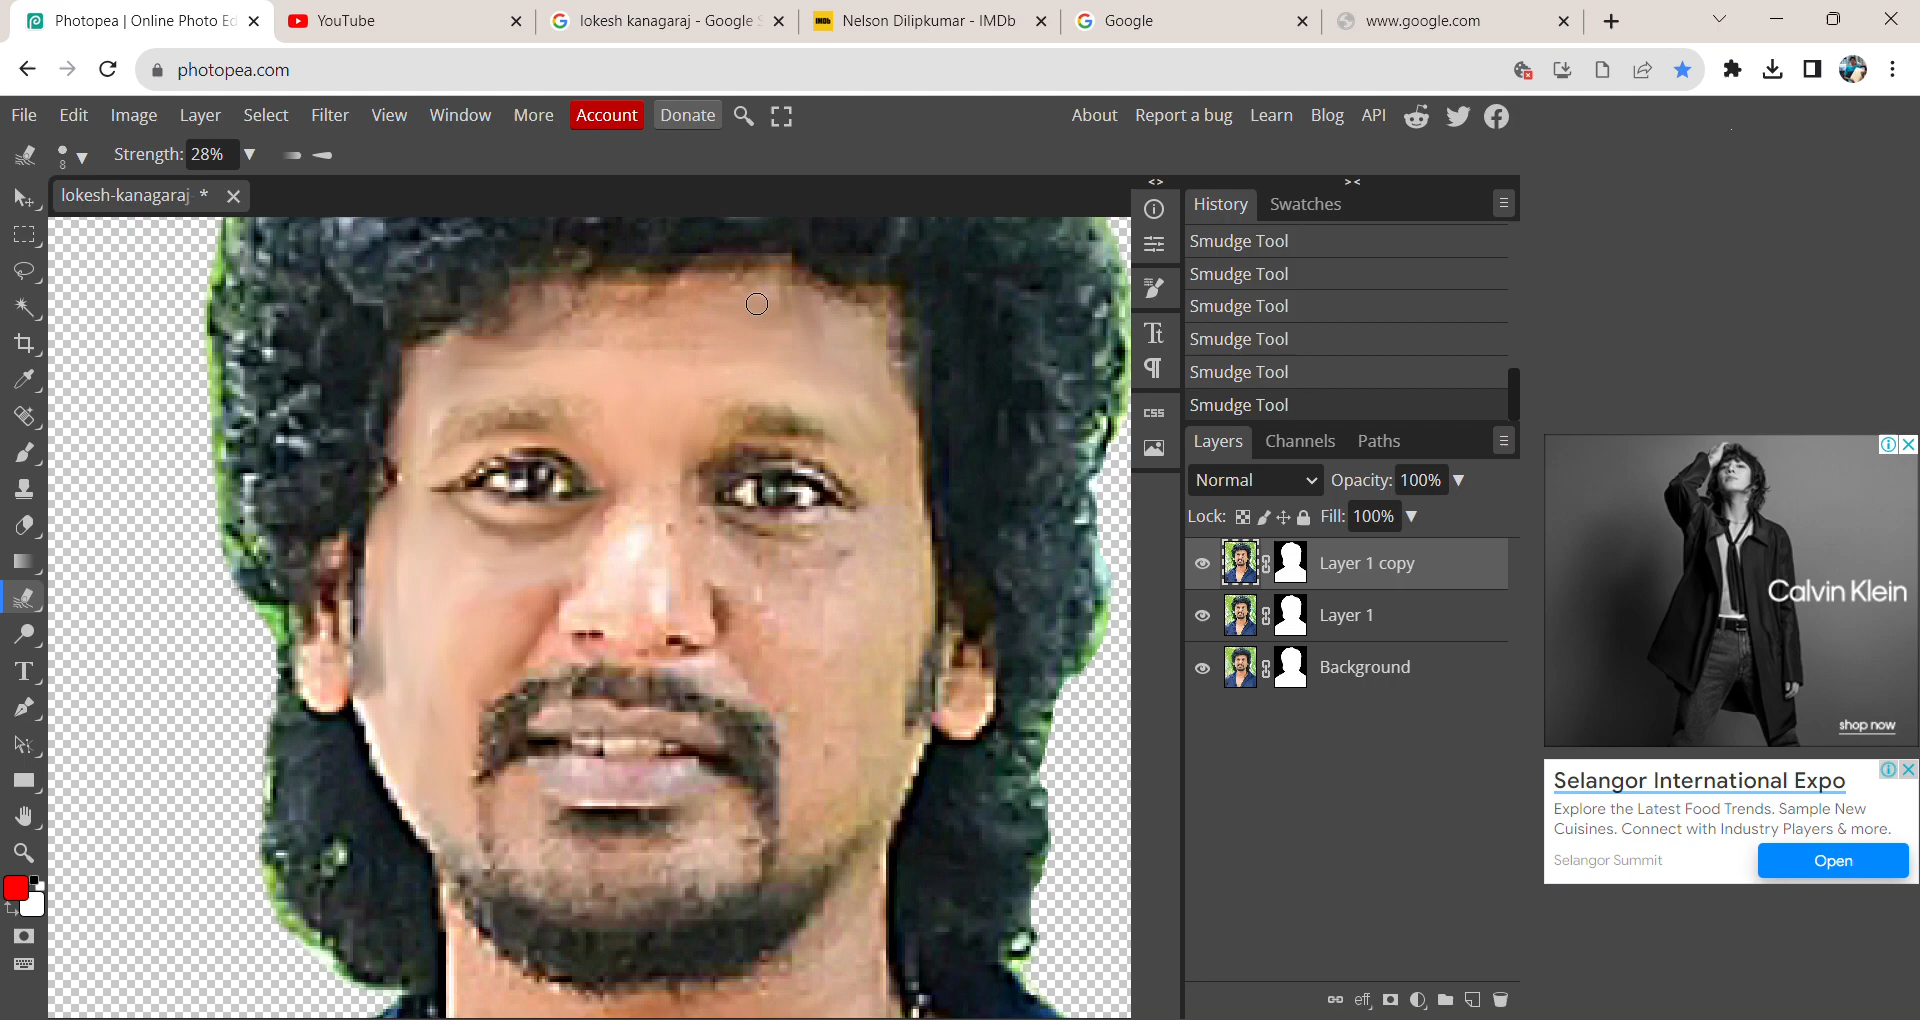 Photopea | Online Photo Ed
YouTube
lokesh kanagaraj - Google S
Nelson Dilipkumar - IMDb
Google
www.google.com
photopea.com
File Edit Image Layer Select Filter View Window More Account Donate
About Report a bug Learn Blog API
8
Strength: 28%
lokesh-kanagaraj- *
<>
><
History Swatches
Smudge Tool
Smudge Tool
Smudge Tool
Smudge Tool
Smudge Tool
Smudge Tool
CSS
Layers Channels Paths
Normal Opacity: 100%
Lock: Fill: 100%
Layer 1 copy
Layer 1
Background
eff
Calvin Klein
shop now
Selangor International Expo
Explore the Latest Food Trends. Sample New
Cuisines. Connect with Industry Players & more.
Selangor Summit
Open